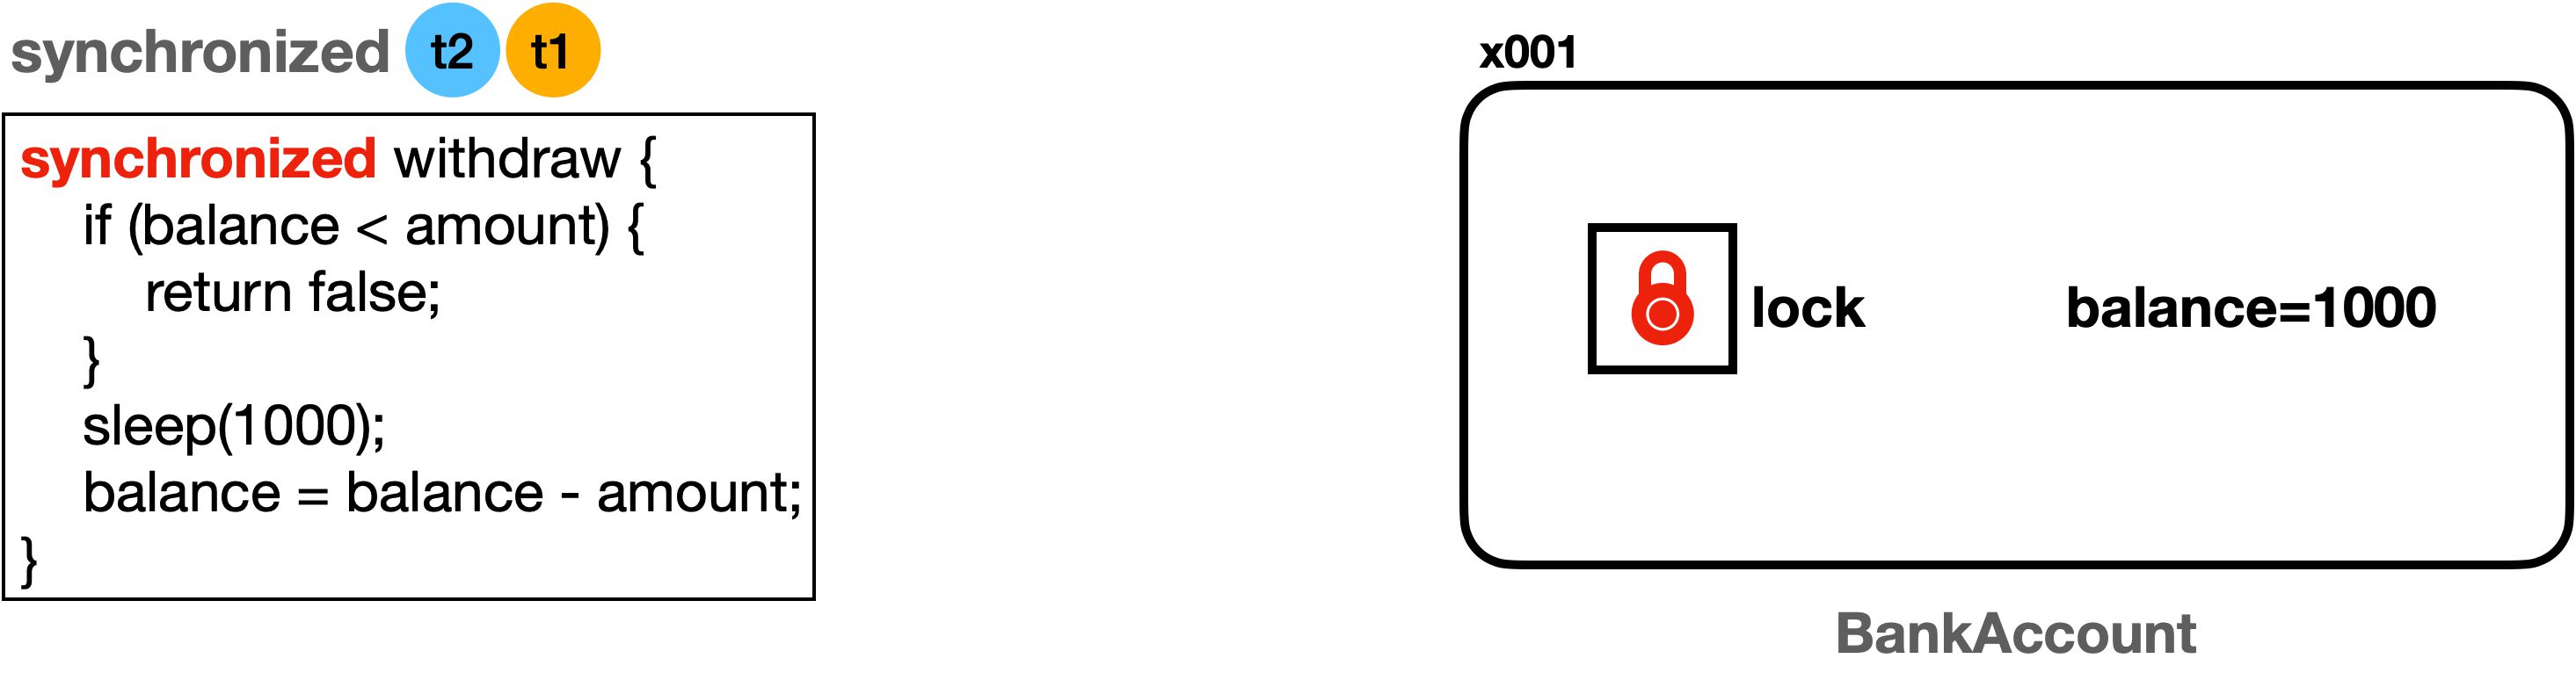 synchronized t2 t1
synchronized withdraw {
if (balance < amount) {
return false;
}
sleep(1000);
balance = balance - amount;
}
x001
lock
balance=1000
BankAccount